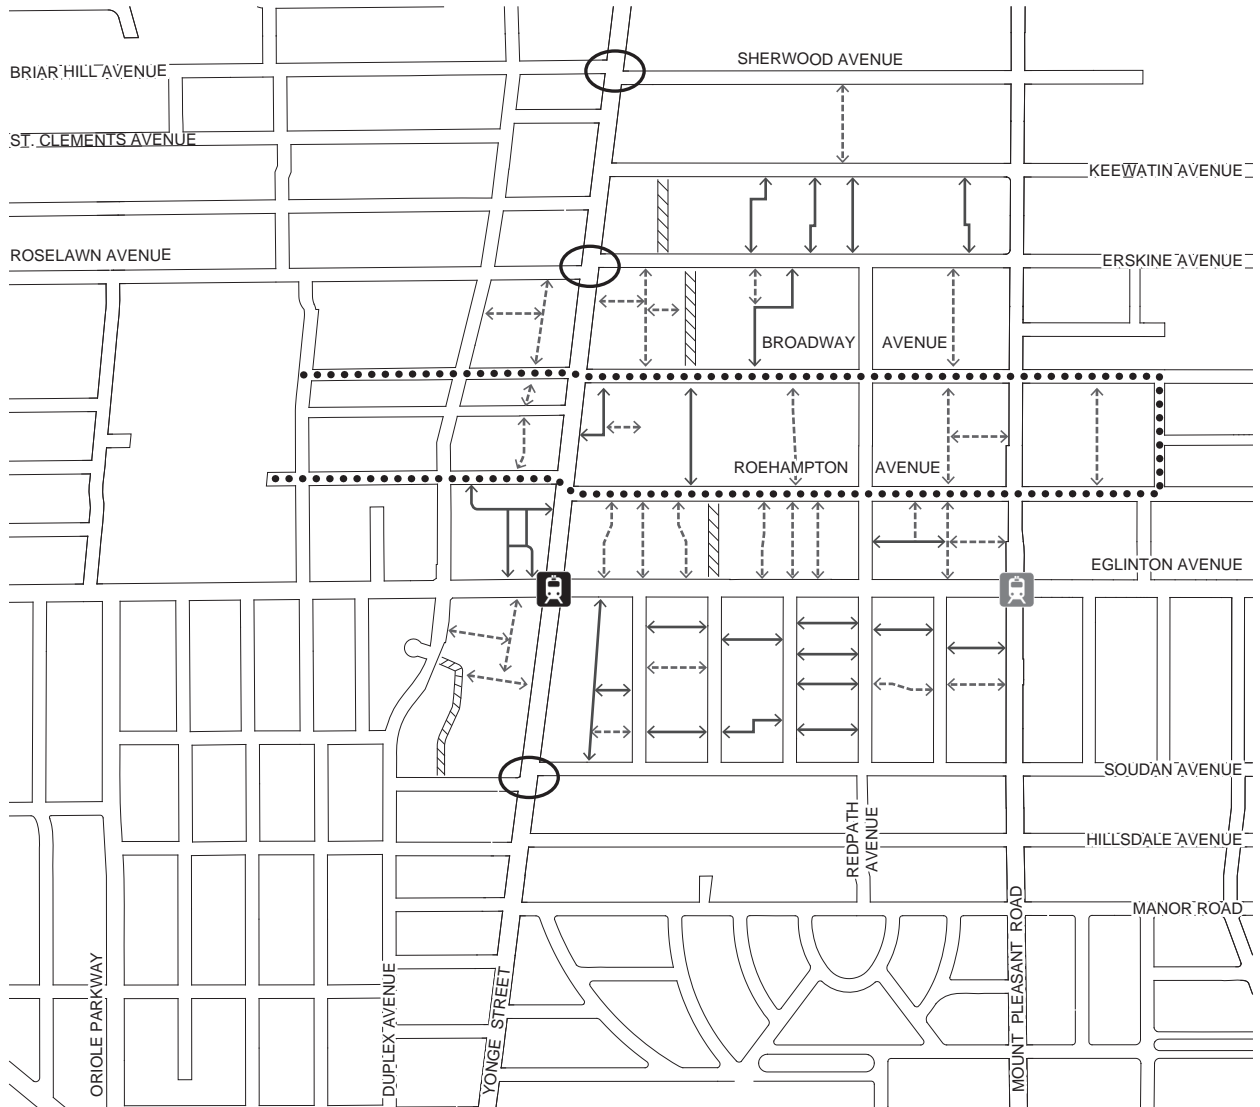 SHERWOOD AVENUE
BRIAR HILL AVENUE
ST. CLEMENTS AVENUE
KEEWATIN AVENUE
ROSELAWN AVENUE
ERSKINE AVENUE
BROADWAY AVENUE
ROEHAMPTON AVENUE
EGLINTON AVENUE
SOUDAN AVENUE
REDPATH
AVENUE
HILLSDALE AVENUE
MANOR ROAD
ORIOLE PARKWAY
DUPLEX AVENUE
YONGE STREET
MOUNT PLEASANT ROAD